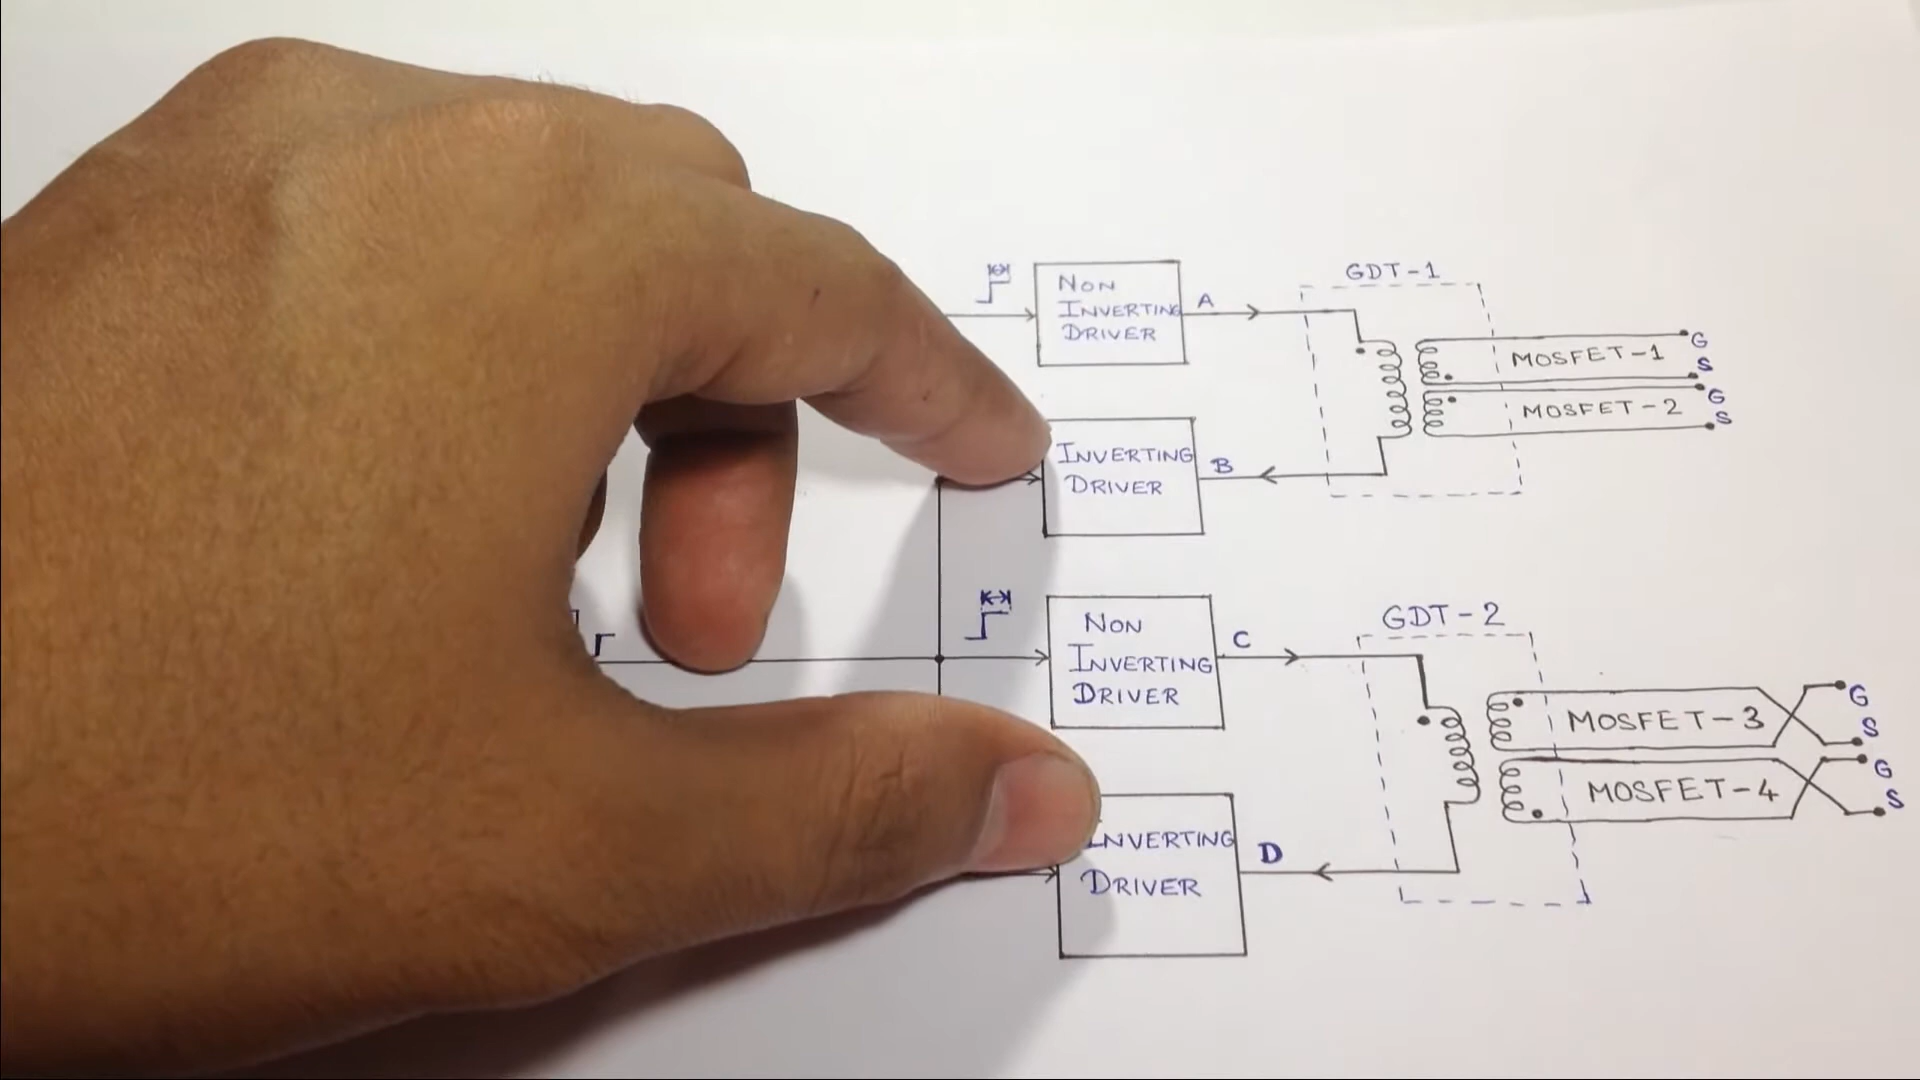 GDT-1
NON
INVERTING
DRIVER
A
MOSFET-1
G
S
MOSFET-2
G
S
INVERTING
DRIVER
B
GDT-2
NON
INVERTING
DRIVER
C
MOSFET-3
G
S
MOSFET-4
G
S
INVERTING
DRIVER
D